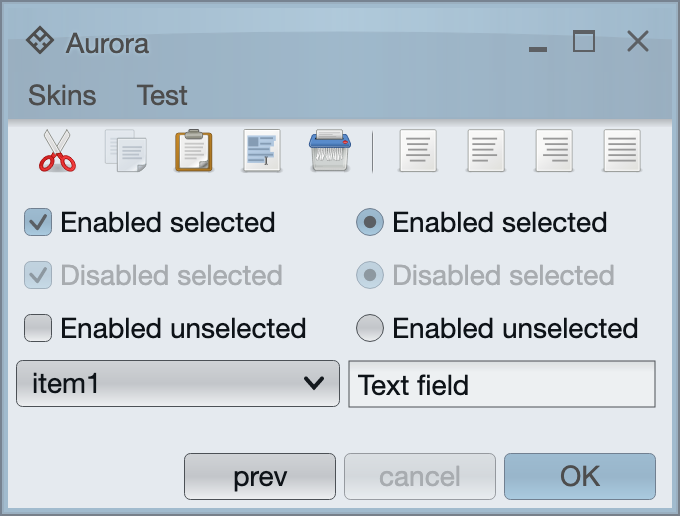 Aurora
Skins Test
Enabled selected Enabled selected
Disabled selected Disabled selected
Enabled unselected Enabled unselected
item1 Text field
prev cancel OK